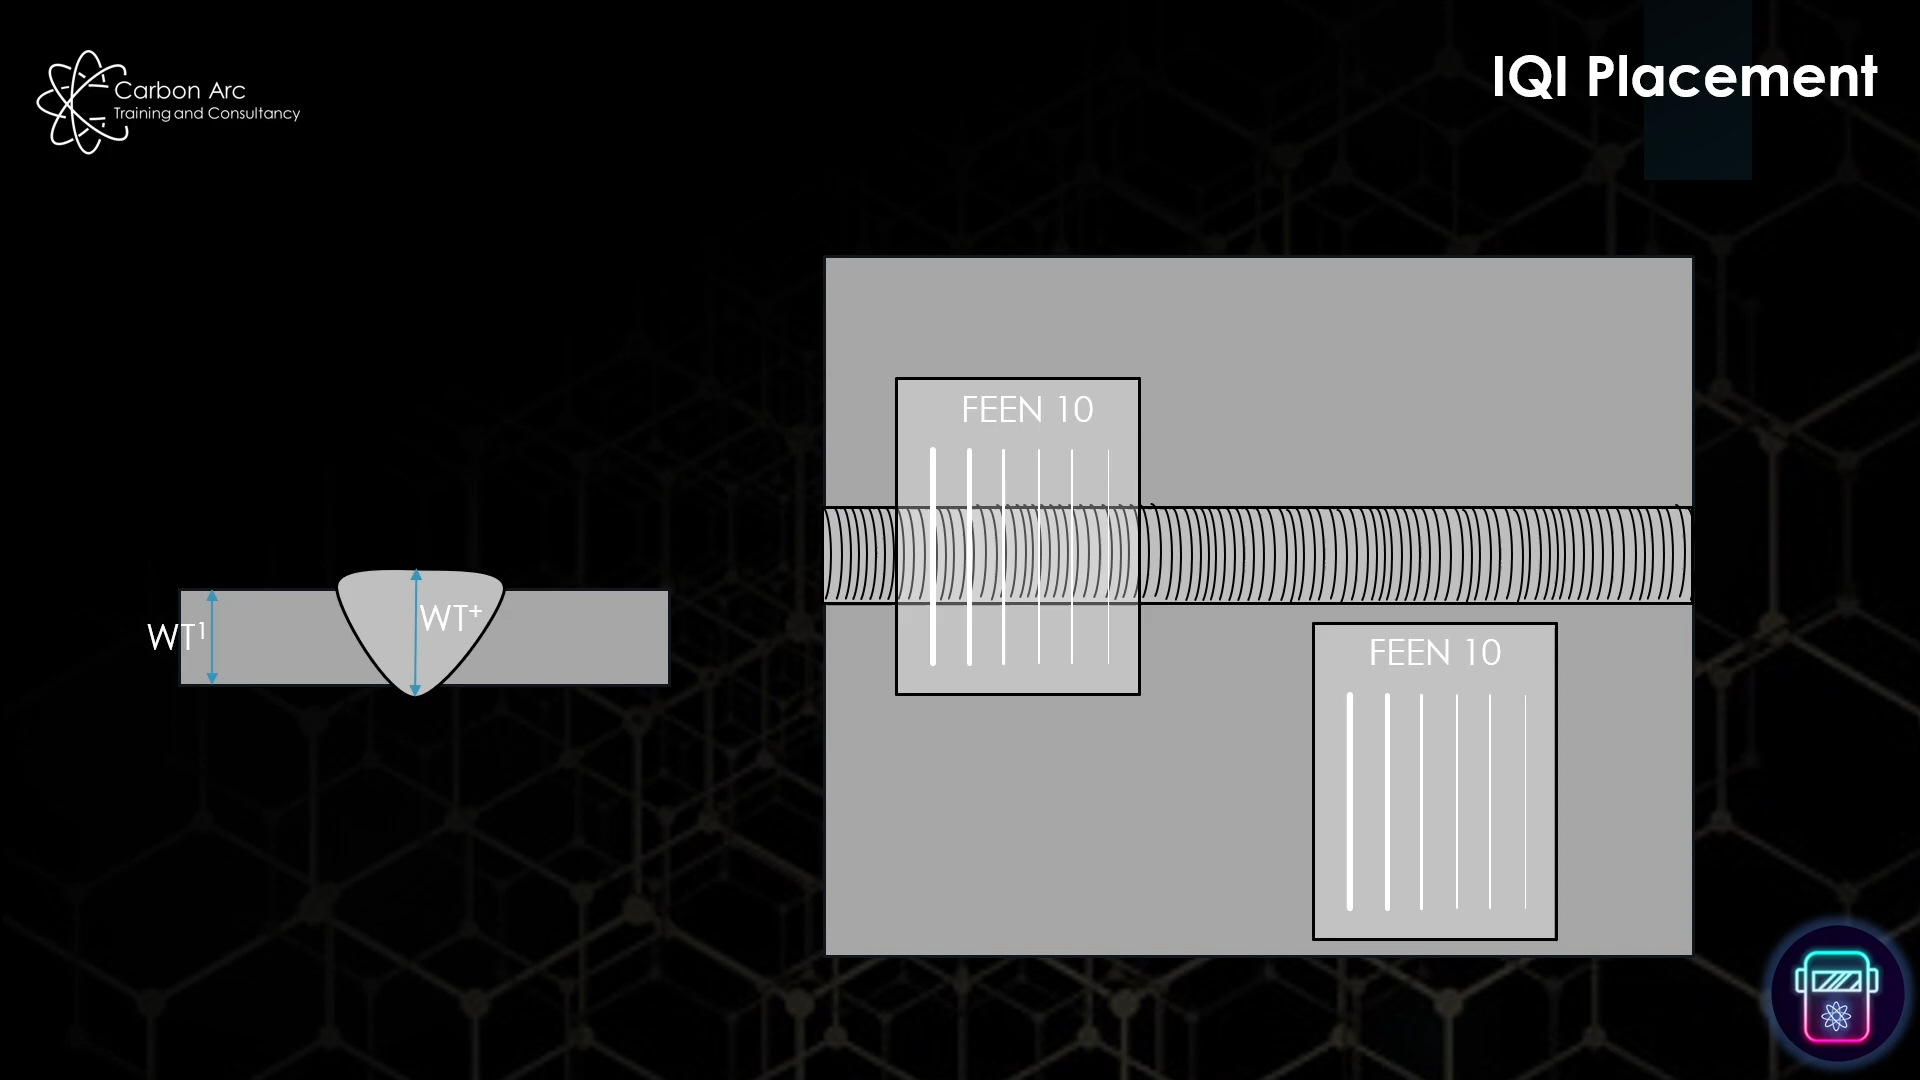 Carbon Arc
Training and Consultancy
IQI Placement
FEEN 10
WT¹
WT⁺
FEEN 10